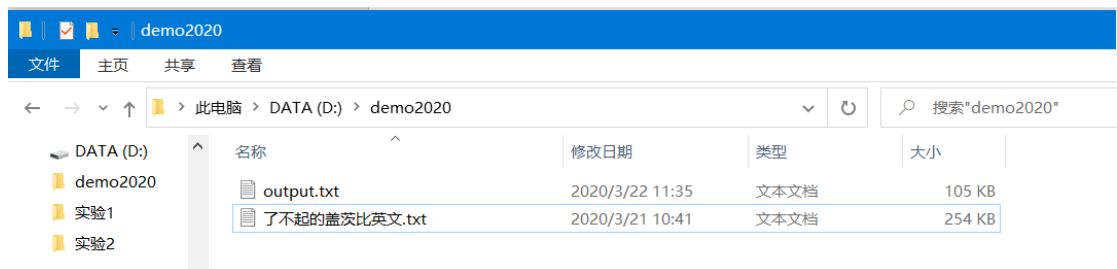 demo2020
文件 主页 共享 查看
此电脑 > DATA (D:) > demo2020 搜索"demo2020"
DATA (D:) 名称 修改日期 类型 大小
demo2020 output.txt 2020/3/22 11:35 文本文档 105 KB
实验1 了不起的盖茨比英文.txt 2020/3/21 10:41 文本文档 254 KB
实验2